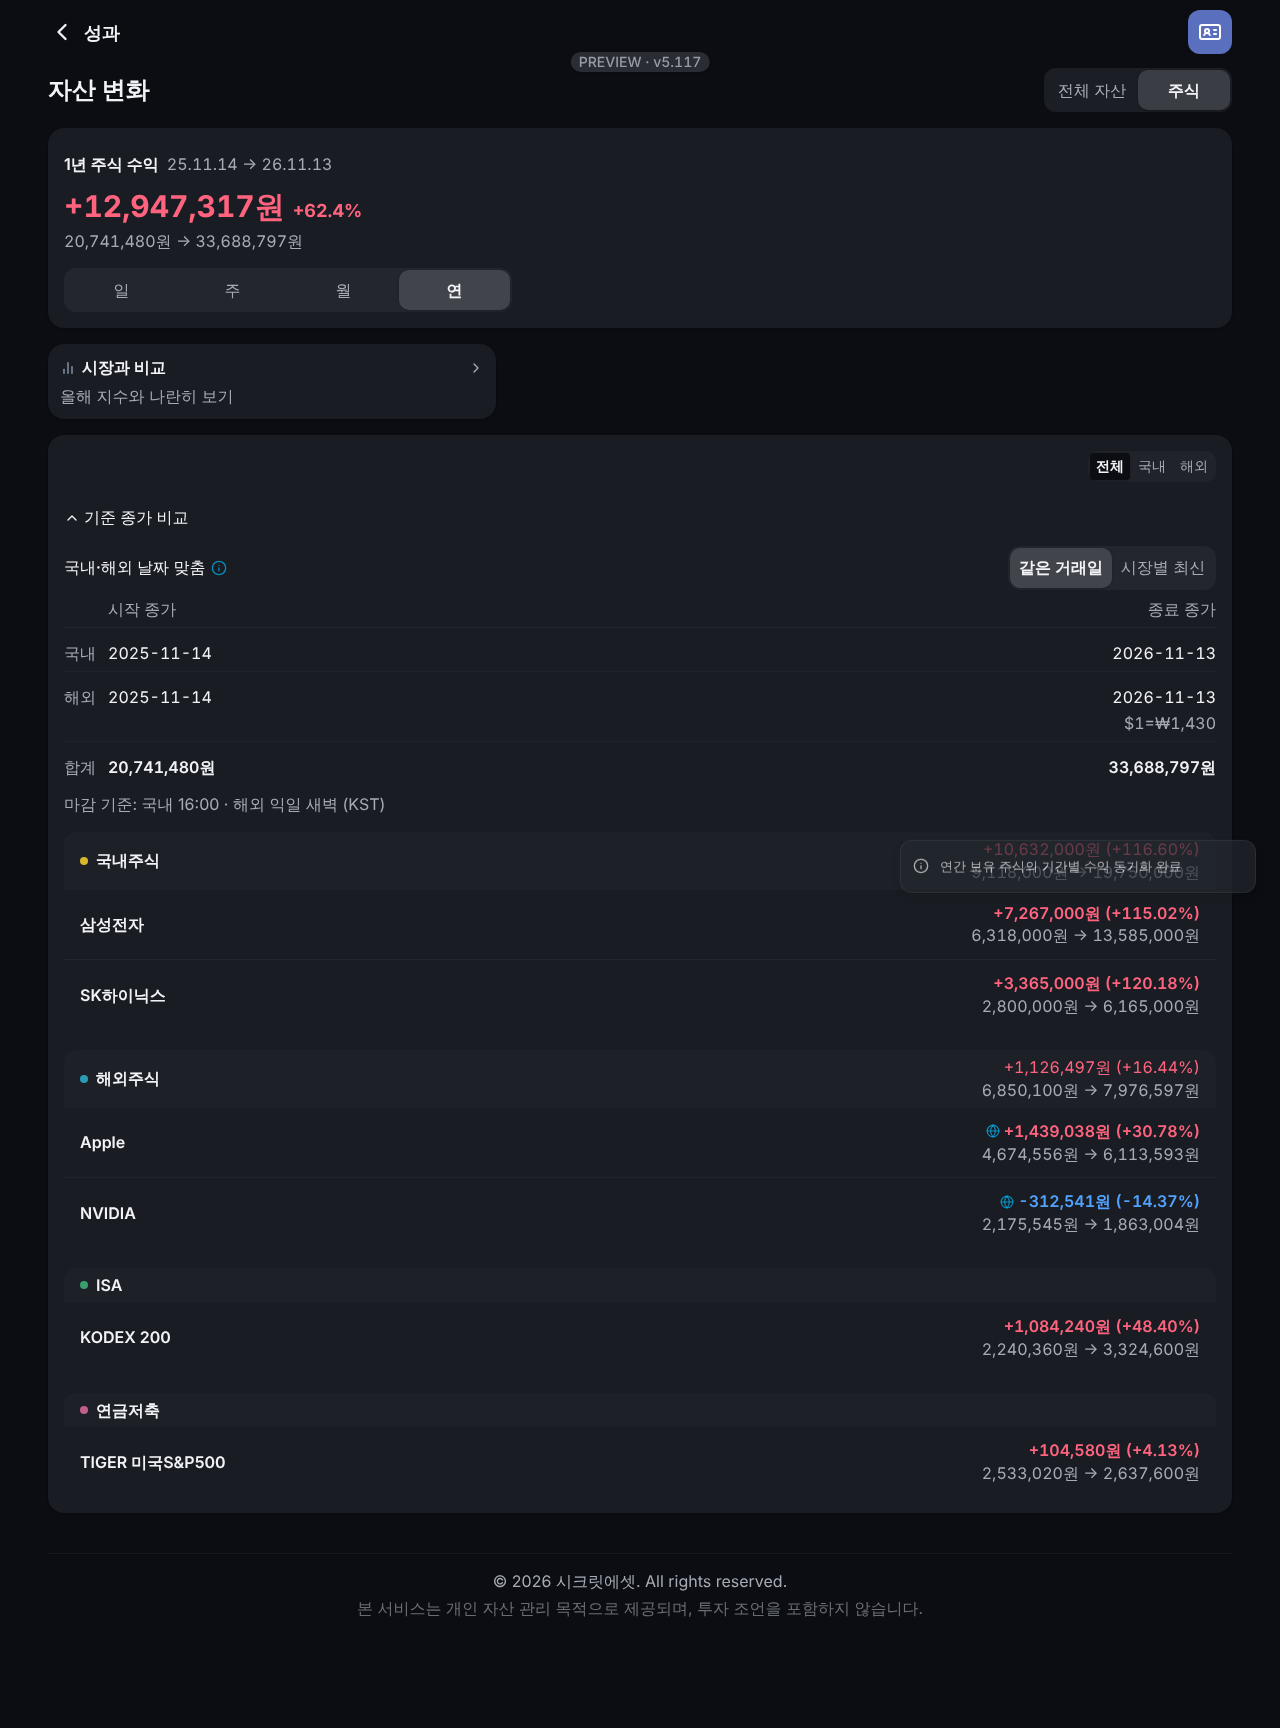 성과
PREVIEW · v5.117
자산 변화
전체 자산 주식
1년 주식 수익 25.11.14 → 26.11.13
+12,947,317원 +62.4%
20,741,480원 → 33,688,797원
일 주 월 연
시장과 비교
올해 지수와 나란히 보기
전체 국내 해외
기준 종가 비교
국내·해외 날짜 맞춤
같은 거래일 시장별 최신
시작 종가 종료 종가
국내 2025-11-14 2026-11-13
해외 2025-11-14 2026-11-13
$1=₩1,430
합계 20,741,480원 33,688,797원
마감 기준: 국내 16:00 · 해외 익일 새벽 (KST)
국내주식 +10,632,000원 (+116.60%)
9,118,000원 → 19,750,000원
연간 보유 주식의 기간별 수익 동기화 완료
삼성전자 +7,267,000원 (+115.02%)
6,318,000원 → 13,585,000원
SK하이닉스 +3,365,000원 (+120.18%)
2,800,000원 → 6,165,000원
해외주식 +1,126,497원 (+16.44%)
6,850,100원 → 7,976,597원
Apple +1,439,038원 (+30.78%)
4,674,556원 → 6,113,593원
NVIDIA -312,541원 (-14.37%)
2,175,545원 → 1,863,004원
ISA
KODEX 200 +1,084,240원 (+48.40%)
2,240,360원 → 3,324,600원
연금저축
TIGER 미국S&P500 +104,580원 (+4.13%)
2,533,020원 → 2,637,600원
© 2026 시크릿에셋. All rights reserved.
본 서비스는 개인 자산 관리 목적으로 제공되며, 투자 조언을 포함하지 않습니다.